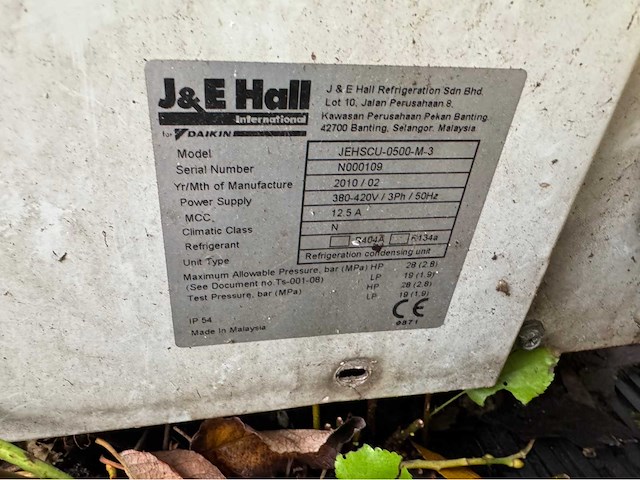 J&E Hall
International
for DAIKIN
J & E Hall Refrigeration Sdn Bhd.
Lot 10, Jalan Perusahaan 8,
Kawasan Perusahaan Pekan Banting,
42700 Banting, Selangor. Malaysia
Model JEHSCU-0500-M-3
Serial Number N000109
Yr/Mth of Manufacture 2010 / 02
Power Supply 380-420V / 3Ph / 50Hz
MCC 12.5 A
Climatic Class N
Refrigerant R404A R134a
Unit Type Refrigeration condensing unit
Maximum Allowable Pressure, bar (MPa) HP 28 (2.8)
(See Document no.Ts-001-08) LP 19 (1.9)
Test Pressure, bar (MPa) HP 28 (2.8)
LP 19 (1.9)
IP 54
CE
0871
Made In Malaysia